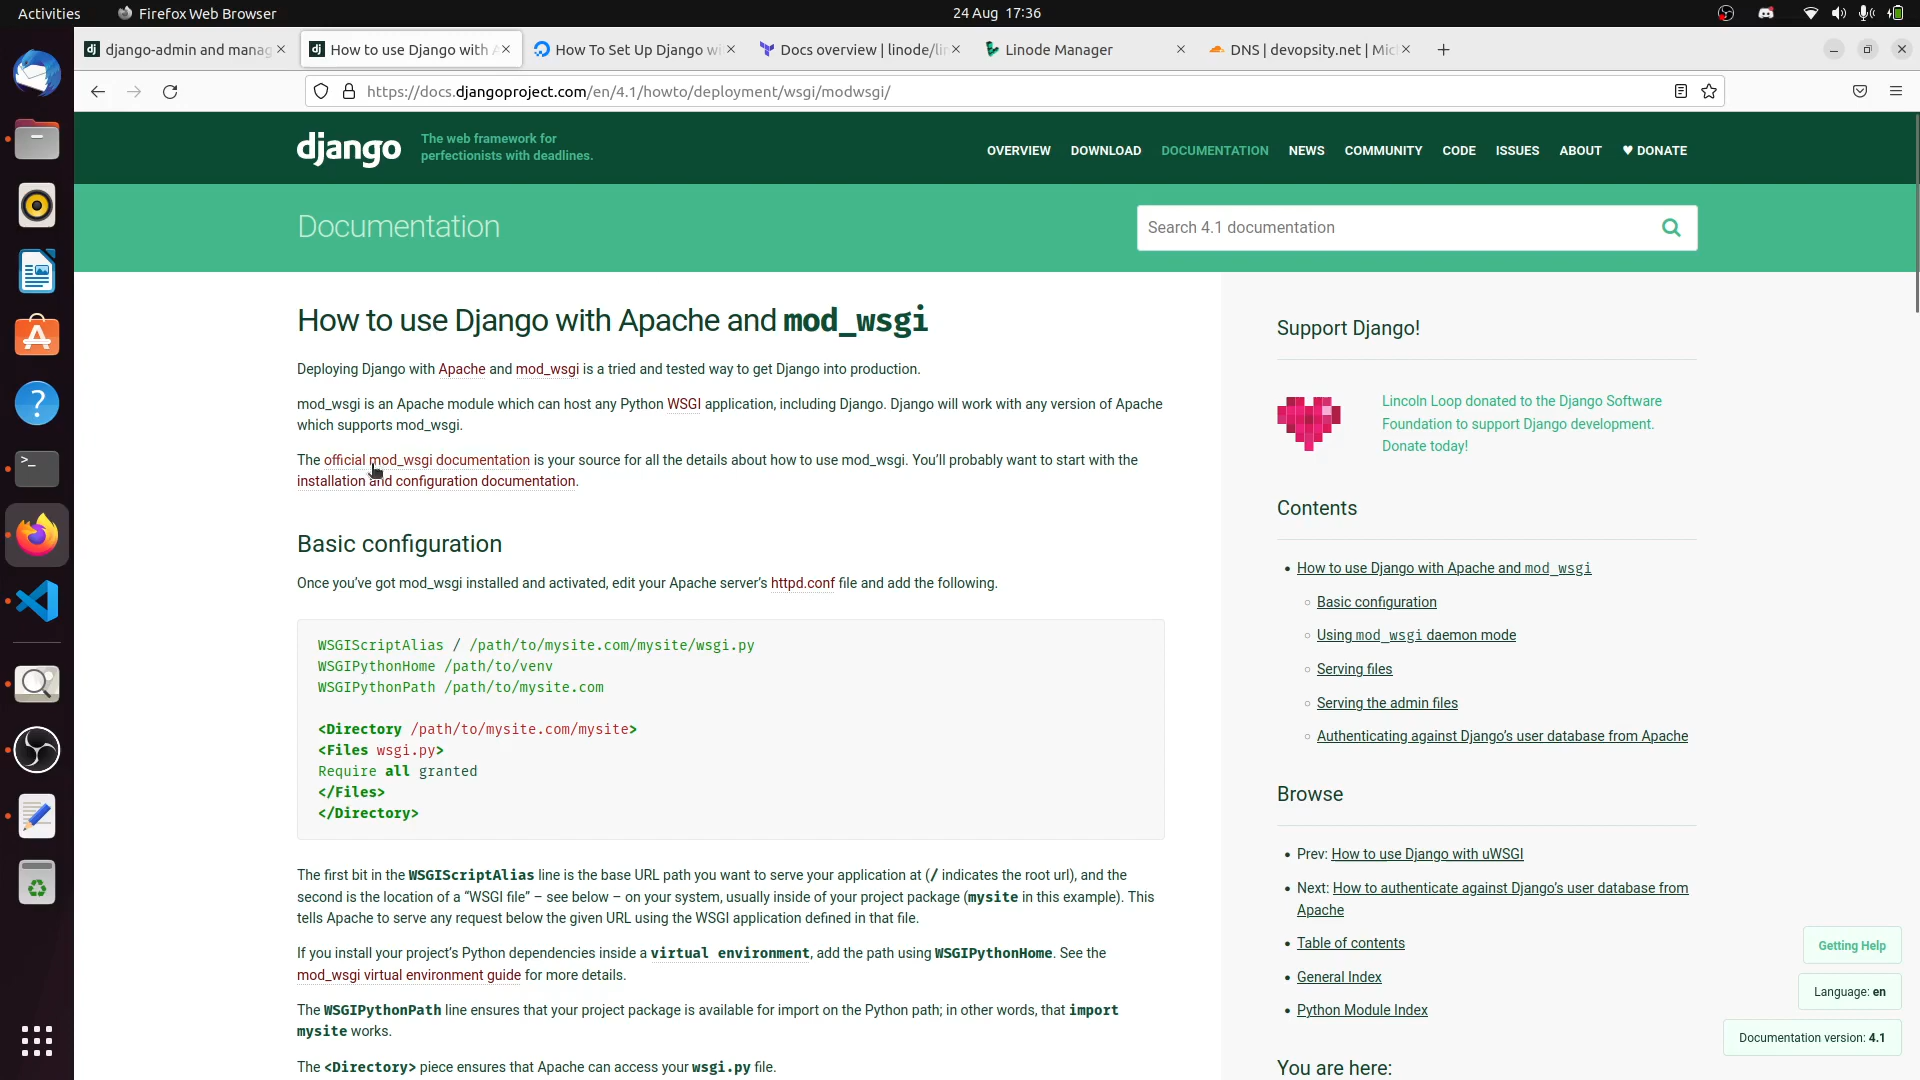 Activities
Firefox Web Browser
24 Aug 17:36
django-admin and manag
How to use Django with A
How To Set Up Django wi
Docs overview | linode/lin
Linode Manager
DNS | devopsity.net | Mic
https://docs.djangoproject.com/en/4.1/howto/deployment/wsgi/modwsgi/
django
The web framework for
perfectionists with deadlines.
OVERVIEW DOWNLOAD DOCUMENTATION NEWS COMMUNITY CODE ISSUES ABOUT ♥ DONATE
Documentation
Search 4.1 documentation
How to use Django with Apache and mod_wsgi
Deploying Django with Apache and mod_wsgi is a tried and tested way to get Django into production.
mod_wsgi is an Apache module which can host any Python WSGI application, including Django. Django will work with any version of Apache
which supports mod_wsgi.
The official mod_wsgi documentation is your source for all the details about how to use mod_wsgi. You’ll probably want to start with the
installation and configuration documentation.
Basic configuration
Once you’ve got mod_wsgi installed and activated, edit your Apache server’s httpd.conf file and add the following.
WSGIScriptAlias / /path/to/mysite.com/mysite/wsgi.py
WSGIPythonHome /path/to/venv
WSGIPythonPath /path/to/mysite.com
<Directory /path/to/mysite.com/mysite>
<Files wsgi.py>
Require all granted
</Files>
</Directory>
The first bit in the WSGIScriptAlias line is the base URL path you want to serve your application at (/ indicates the root url), and the
second is the location of a “WSGI file” – see below – on your system, usually inside of your project package (mysite in this example). This
tells Apache to serve any request below the given URL using the WSGI application defined in that file.
If you install your project’s Python dependencies inside a virtual environment, add the path using WSGIPythonHome. See the
mod_wsgi virtual environment guide for more details.
The WSGIPythonPath line ensures that your project package is available for import on the Python path; in other words, that import
mysite works.
The <Directory> piece ensures that Apache can access your wsgi.py file.
Support Django!
Lincoln Loop donated to the Django Software
Foundation to support Django development.
Donate today!
Contents
How to use Django with Apache and mod_wsgi
Basic configuration
Using mod_wsgi daemon mode
Serving files
Serving the admin files
Authenticating against Django’s user database from Apache
Browse
Prev: How to use Django with uWSGI
Next: How to authenticate against Django’s user database from
Apache
Table of contents
General Index
Python Module Index
You are here:
Getting Help
Language: en
Documentation version: 4.1